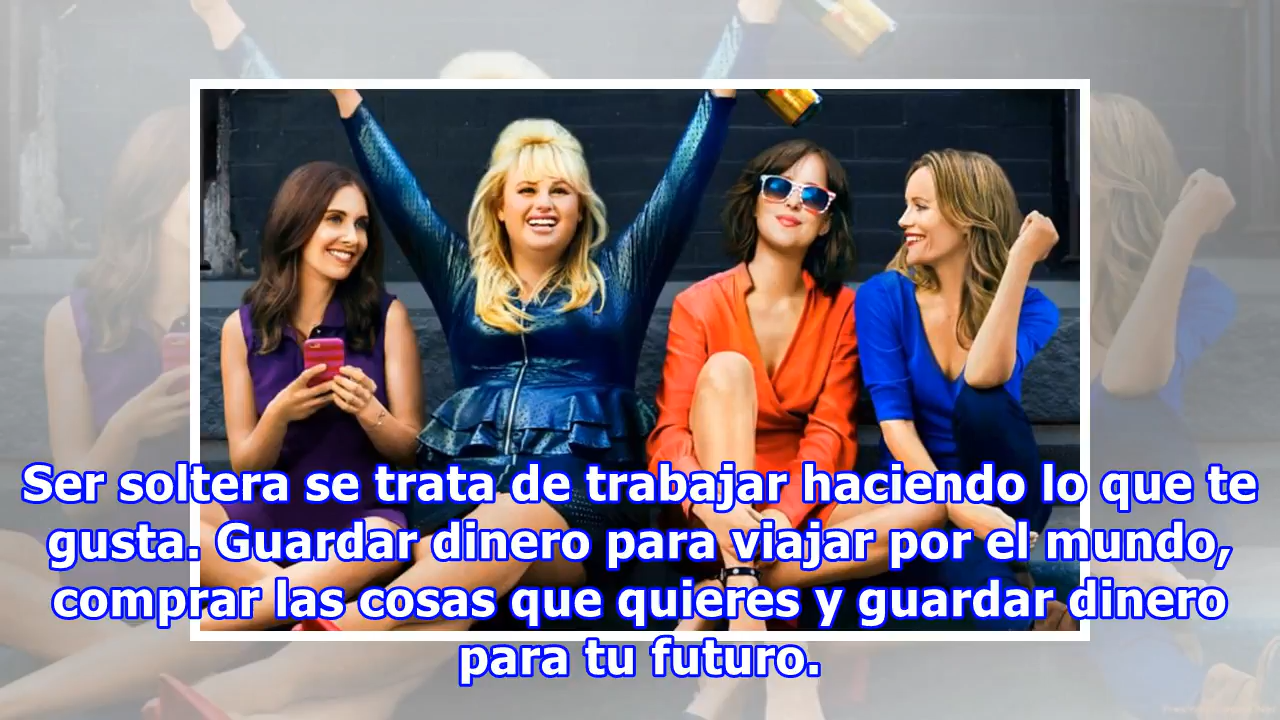 Ser soltera se trata de trabajar haciendo lo que te
gusta. Guardar dinero para viajar por el mundo,
comprar las cosas que quieres y guardar dinero
para tu futuro.